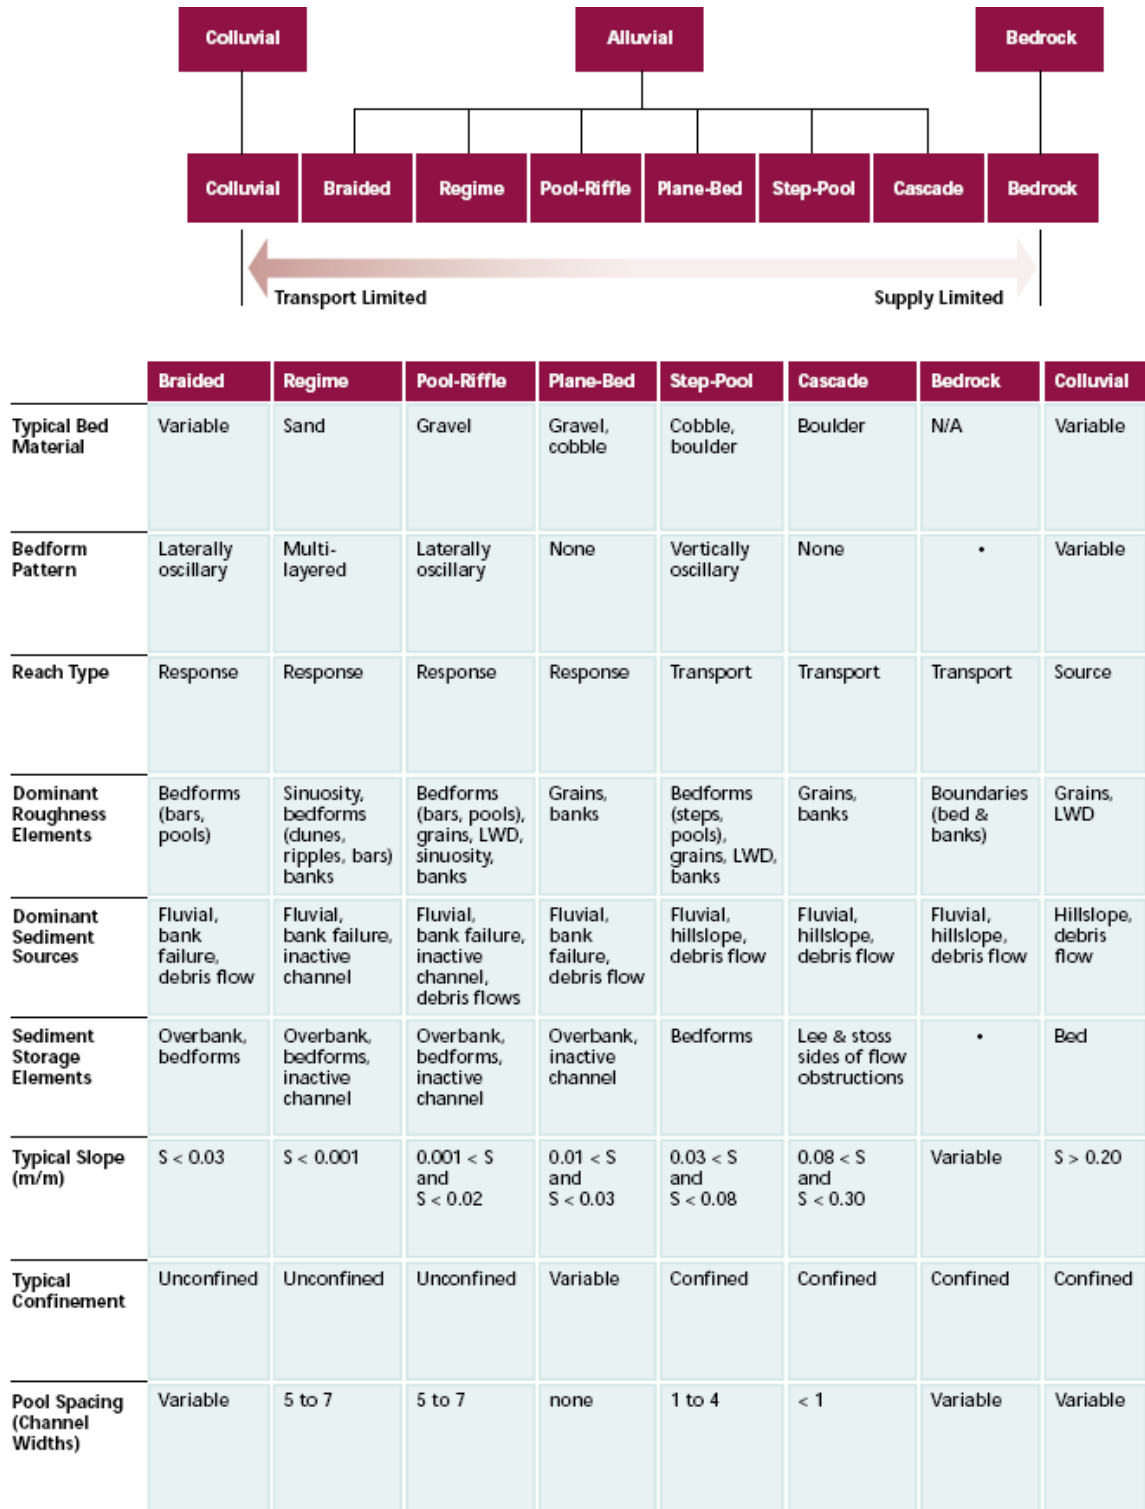 Colluvial
Alluvial
Bedrock
Colluvial
Braided
Regime
Pool-Riffle
Plane-Bed
Step-Pool
Cascade
Bedrock
Transport Limited
Supply Limited
Braided
Regime
Pool-Riffle
Plane-Bed
Step-Pool
Cascade
Bedrock
Colluvial
Typical Bed
Material
Variable
Sand
Gravel
Gravel,
cobble
Cobble,
boulder
Boulder
N/A
Variable
Bedform
Pattern
Laterally
oscillary
Multi-
layered
Laterally
oscillary
None
Vertically
oscillary
None
•
Variable
Reach Type
Response
Response
Response
Response
Transport
Transport
Transport
Source
Dominant
Roughness
Elements
Bedforms
(bars,
pools)
Sinuosity,
bedforms
(dunes,
ripples, bars)
banks
Bedforms
(bars, pools),
grains, LWD,
sinuosity,
banks
Grains,
banks
Bedforms
(steps,
pools),
grains, LWD,
banks
Grains,
banks
Boundaries
(bed &
banks)
Grains,
LWD
Dominant
Sediment
Sources
Fluvial,
bank
failure,
debris flow
Fluvial,
bank failure,
inactive
channel
Fluvial,
bank failure,
inactive
channel,
debris flows
Fluvial,
bank
failure,
debris flow
Fluvial,
hillslope,
debris flow
Fluvial,
hillslope,
debris flow
Fluvial,
hillslope,
debris flow
Hillslope,
debris
flow
Sediment
Storage
Elements
Overbank,
bedforms
Overbank,
bedforms,
inactive
channel
Overbank,
bedforms,
inactive
channel
Overbank,
inactive
channel
Bedforms
Lee & stoss
sides of flow
obstructions
•
Bed
Typical Slope
(m/m)
S < 0.03
S < 0.001
0.001 < S
and
S < 0.02
0.01 < S
and
S < 0.03
0.03 < S
and
S < 0.08
0.08 < S
and
S < 0.30
Variable
S > 0.20
Typical
Confinement
Unconfined
Unconfined
Unconfined
Variable
Confined
Confined
Confined
Confined
Pool Spacing
(Channel
Widths)
Variable
5 to 7
5 to 7
none
1 to 4
< 1
Variable
Variable